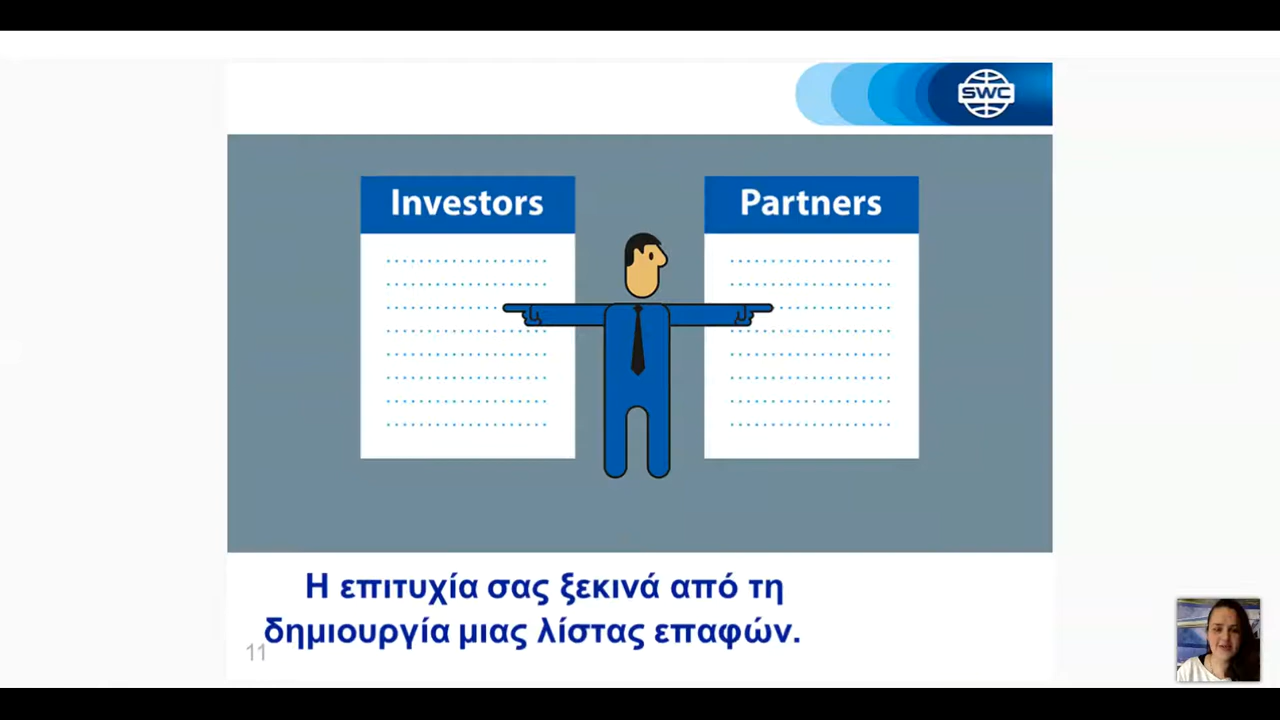 SWC
Investors
Partners
Η επιτυχία σας ξεκινά από τη
δημιουργία μιας λίστας επαφών.
11